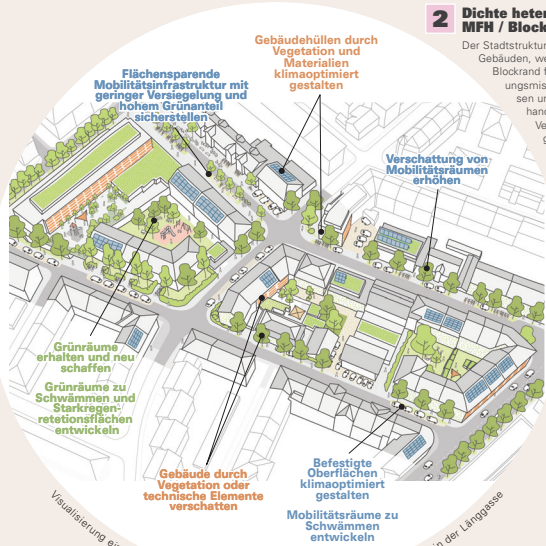 2 Dichte heter
MFH / Block
Der Stadtstruktur
Gebäuden, we
Blockrand f
ungsmis
sen un
hand
Ve
g
Gebäudehüllen durch
Vegetation und
Materialien
klimaoptimiert
gestalten
Flächensparende
Mobilitätsinfrastruktur mit
geringer Versiegelung und
hohem Grünanteil
sicherstellen
Verschattung von
Mobilitätsräumen
erhöhen
Grünräume
erhalten und neu
schaffen
Grünräume zu
Schwämmen und
Starkregen-
retetionsflächen
entwickeln
Gebäude durch
Vegetation oder
technische Elemente
verschatten
Befestigte
Oberflächen
klimaoptimiert
gestalten
Mobilitätsräume zu
Schwämmen
entwickeln
Visualisierung ei
in der Länggasse